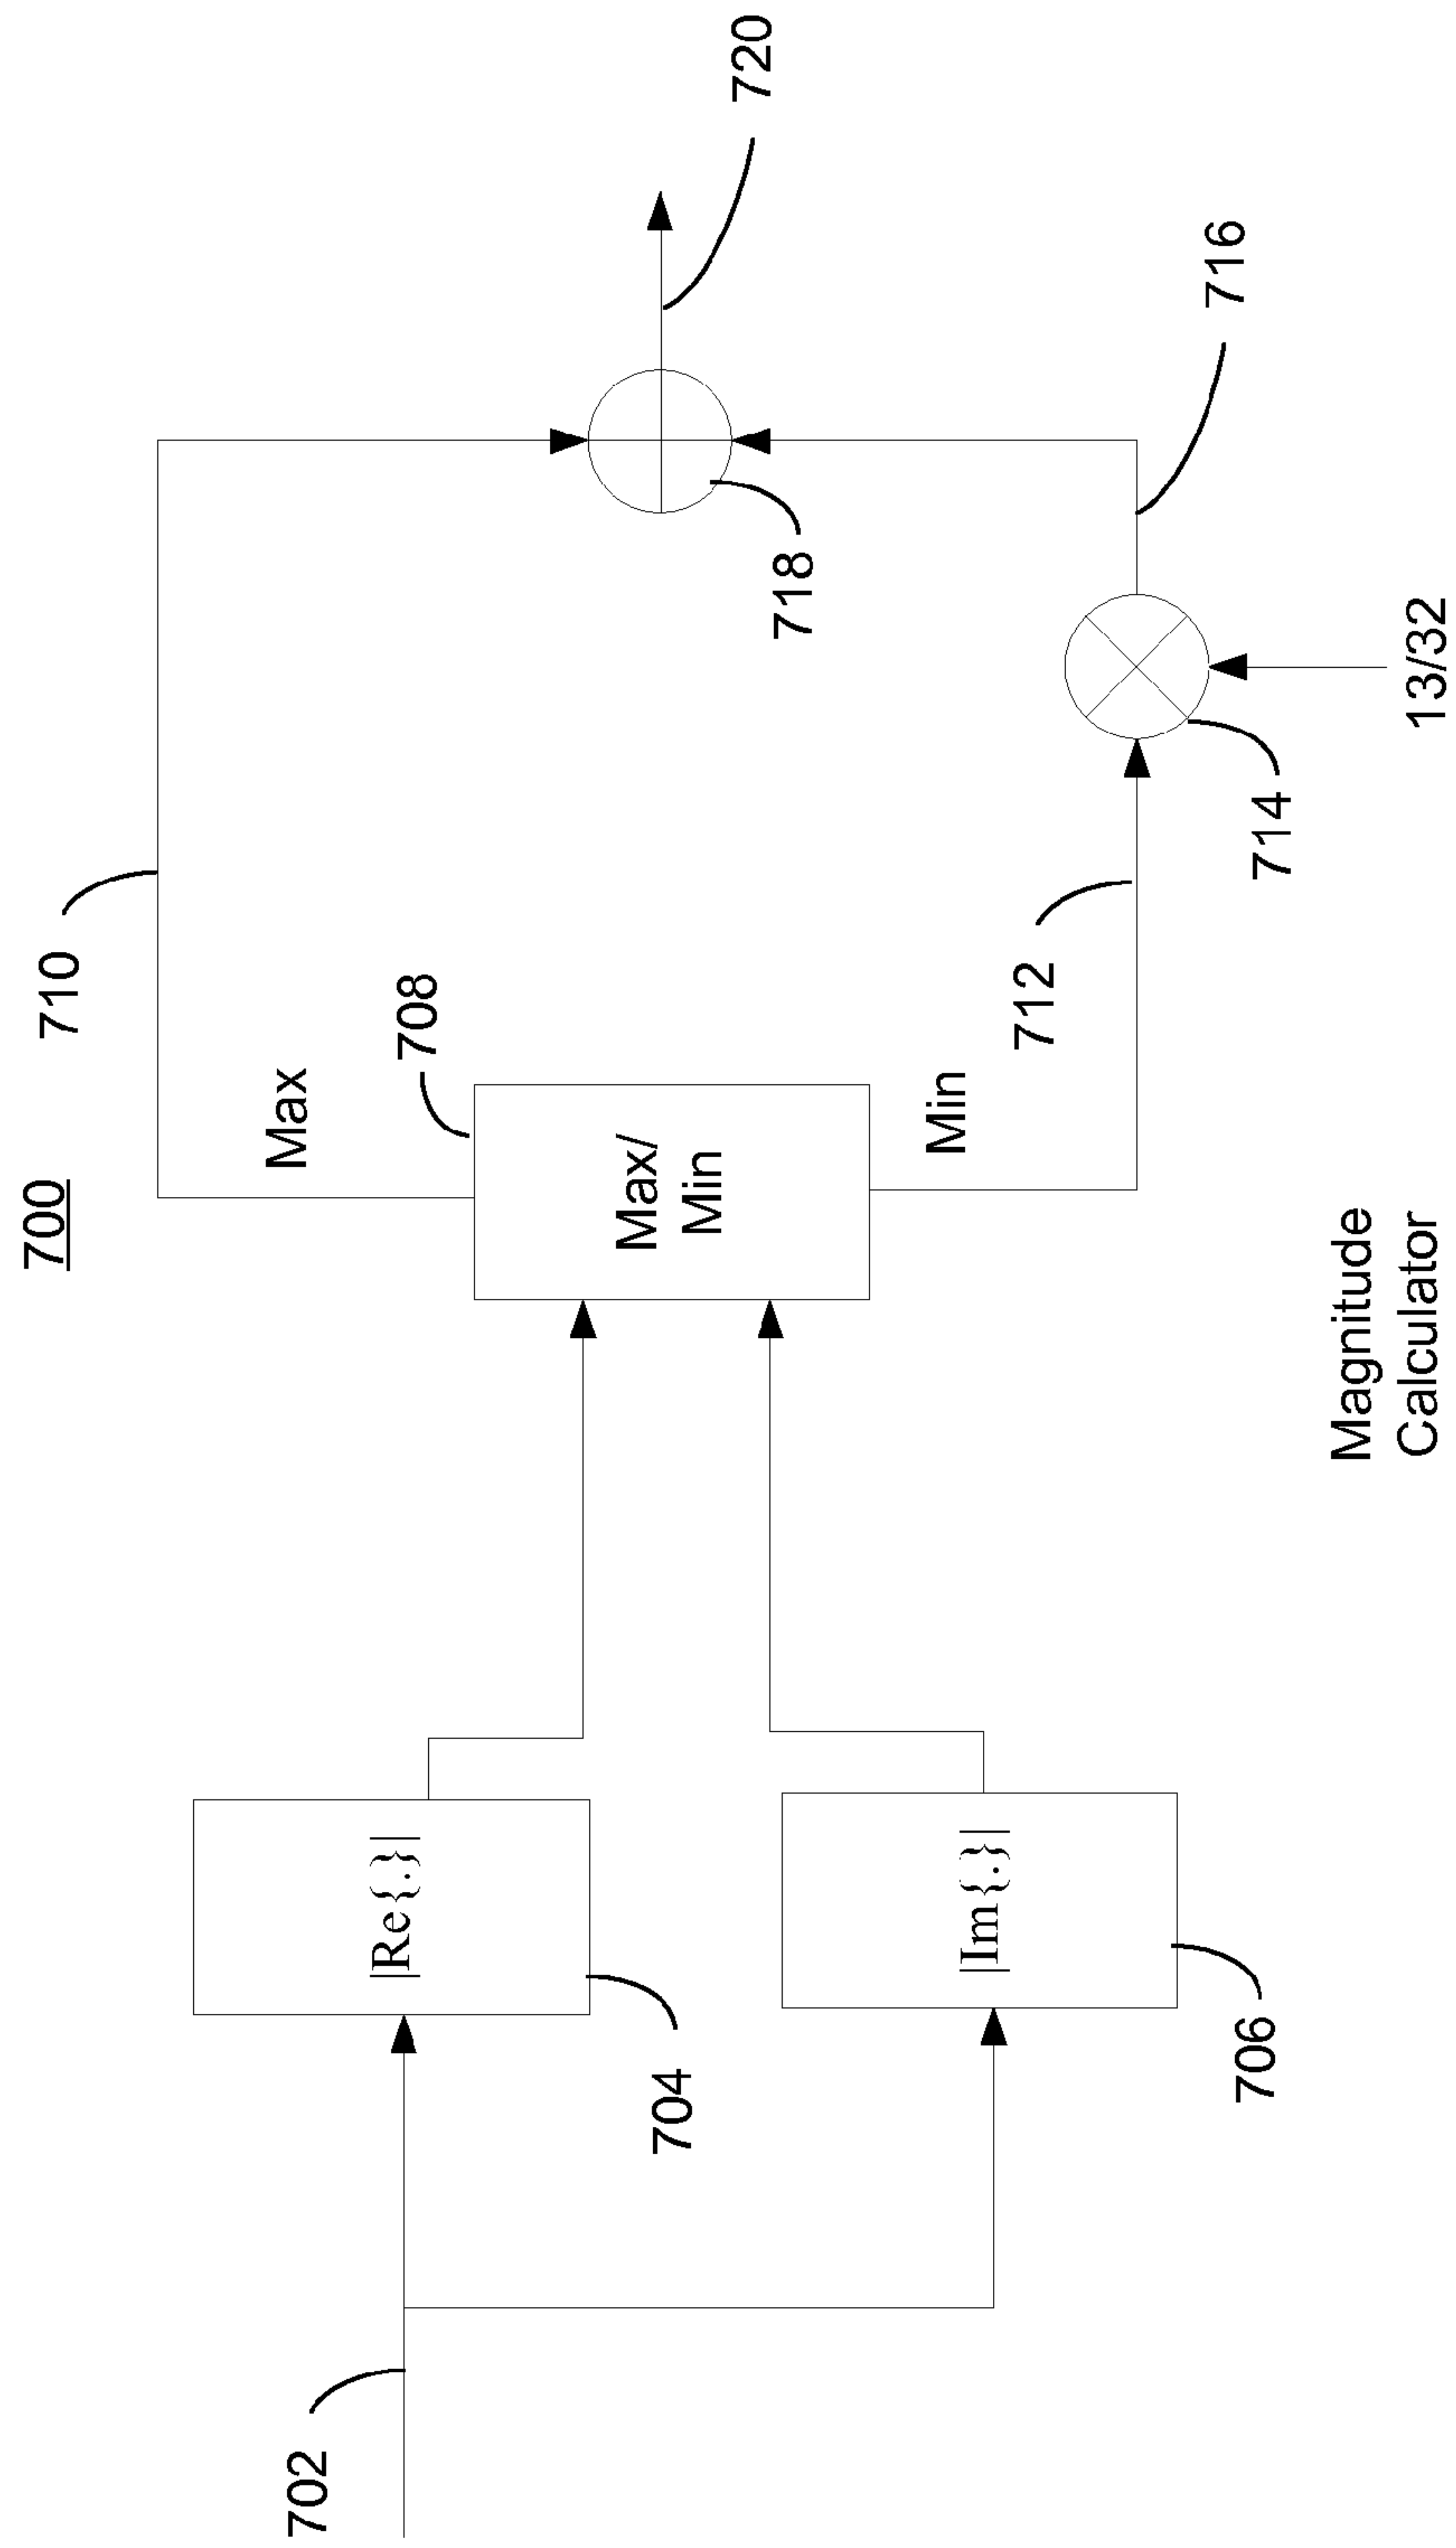 700
710
Max
708
Max/
Min
Min
712
720
718
716
714
13/32
702
|Re{.}|
704
|Im{.}|
706
Magnitude
Calculator